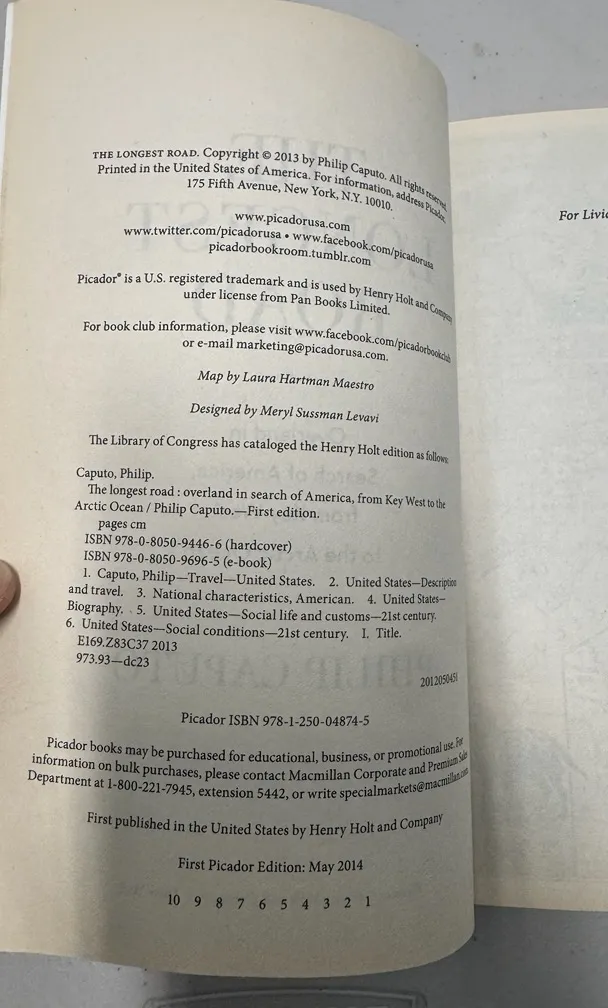 THE LONGEST ROAD. Copyright © 2013 by Philip Caputo. All rights reserved.
Printed in the United States of America. For information, address Picador,
175 Fifth Avenue, New York, N.Y. 10010.
www.picadorusa.com
www.twitter.com/picadorusa • www.facebook.com/picadorusa
picadorbookroom.tumblr.com
Picador® is a U.S. registered trademark and is used by Henry Holt and Company
under license from Pan Books Limited.
For book club information, please visit www.facebook.com/picadorbookclub
or e-mail marketing@picadorusa.com.
Map by Laura Hartman Maestro
Designed by Meryl Sussman Levavi
The Library of Congress has cataloged the Henry Holt edition as follows:
Caputo, Philip.
The longest road : overland in search of America, from Key West to the
Arctic Ocean / Philip Caputo.—First edition.
pages cm
ISBN 978-0-8050-9446-6 (hardcover)
ISBN 978-0-8050-9696-5 (e-book)
1. Caputo, Philip—Travel—United States. 2. United States—Description
and travel. 3. National characteristics, American. 4. United States—
Biography. 5. United States—Social life and customs—21st century.
6. United States—Social conditions—21st century. I. Title.
E169.Z83C37 2013
973.93—dc23
2012050451
Picador ISBN 978-1-250-04874-5
Picador books may be purchased for educational, business, or promotional use. For
information on bulk purchases, please contact Macmillan Corporate and Premium Sales
Department at 1-800-221-7945, extension 5442, or write specialmarkets@macmillan.com
First published in the United States by Henry Holt and Company
First Picador Edition: May 2014
10 9 8 7 6 5 4 3 2 1
For